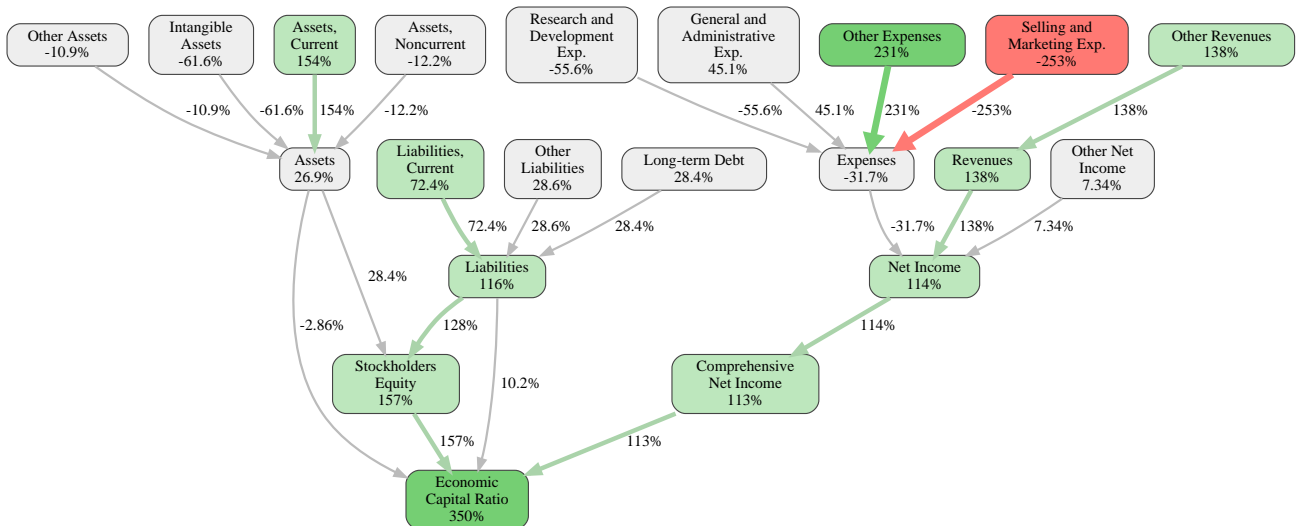 Other Assets
-10.9%
Intangible
Assets
-61.6%
Assets,
Current
154%
Assets,
Noncurrent
-12.2%
Research and
Development
Exp.
-55.6%
General and
Administrative
Exp.
45.1%
Other Expenses
231%
Selling and
Marketing Exp.
-253%
Other Revenues
138%
-10.9%
-61.6%
154%
-12.2%
-55.6%
45.1%
231%
-253%
138%
Assets
26.9%
Liabilities,
Current
72.4%
Other
Liabilities
28.6%
Long-term Debt
28.4%
Expenses
-31.7%
Revenues
138%
Other Net
Income
7.34%
72.4%
28.6%
28.4%
-31.7%
138%
7.34%
Liabilities
116%
Net Income
114%
28.4%
-2.86%
128%
10.2%
114%
Stockholders
Equity
157%
Comprehensive
Net Income
113%
157%
113%
Economic
Capital Ratio
350%